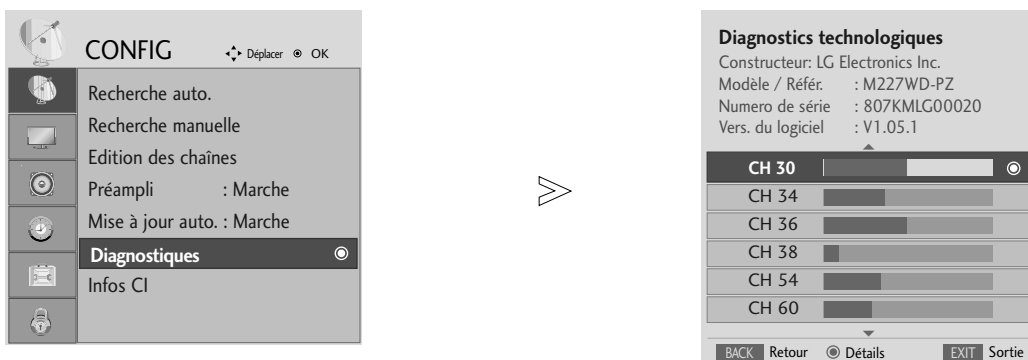 CONFIG Déplacer OK
Recherche auto.
Recherche manuelle
Edition des chaînes
Préampli : Marche
Mise à jour auto. : Marche
Diagnostiques
Infos CI
Diagnostics technologiques
Constructeur: LG Electronics Inc.
Modèle / Référ. : M227WD-PZ
Numero de série : 807KMLG00020
Vers. du logiciel : V1.05.1
CH 30
CH 34
CH 36
CH 38
CH 54
CH 60
BACK Retour Détails EXIT Sortie